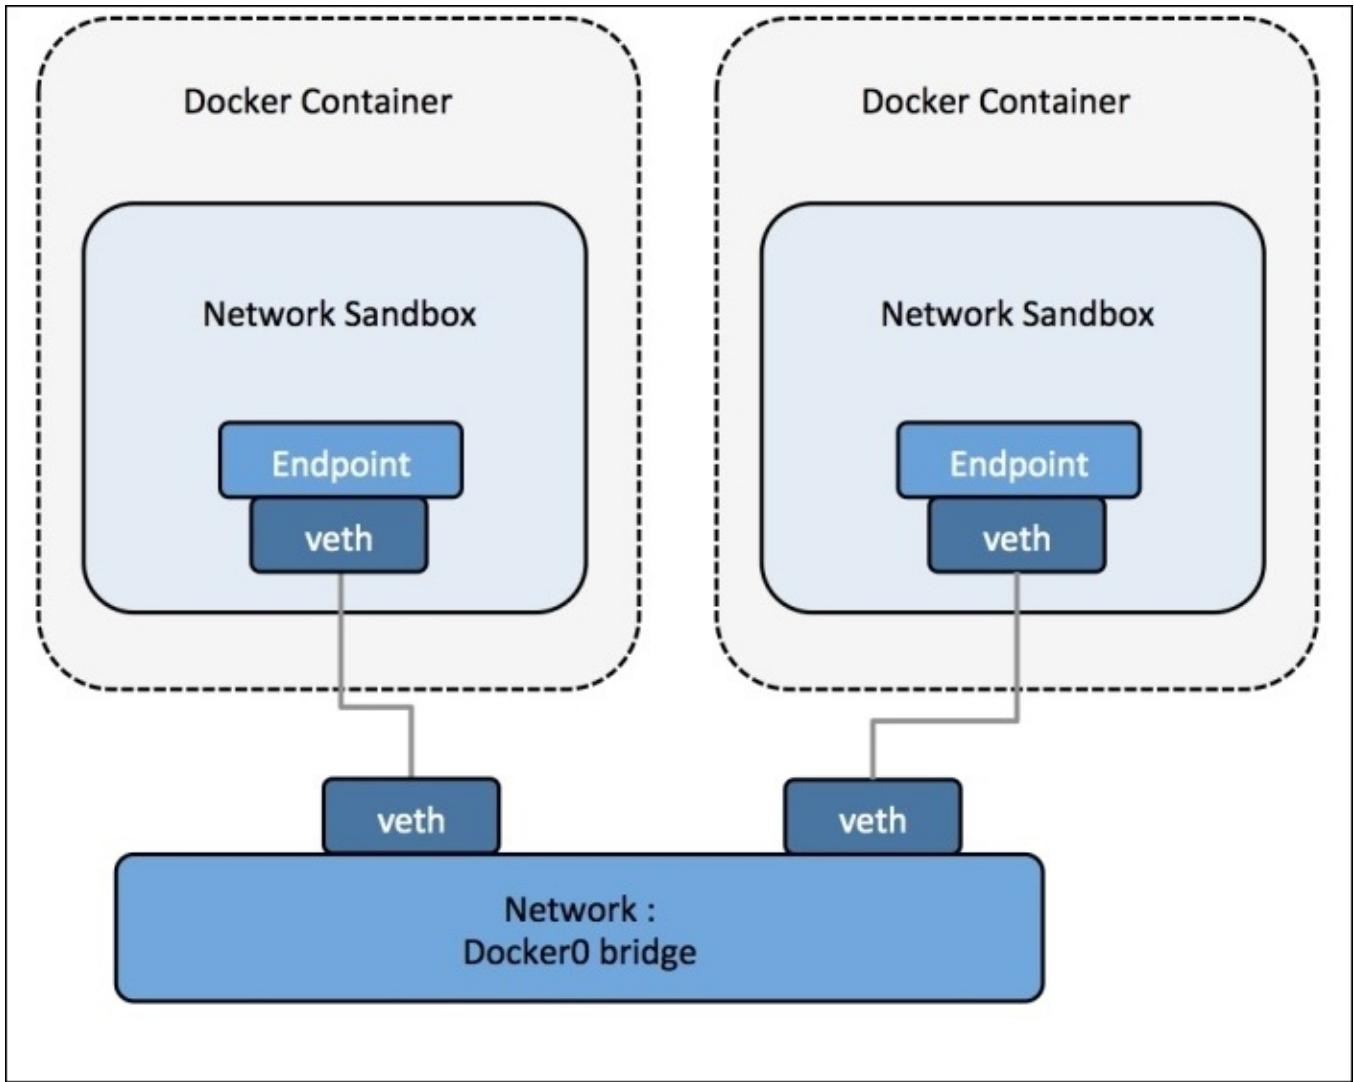 Docker Container
Docker Container
Network Sandbox
Network Sandbox
Endpoint
Endpoint
veth
veth
veth
veth
Network :
Docker0 bridge